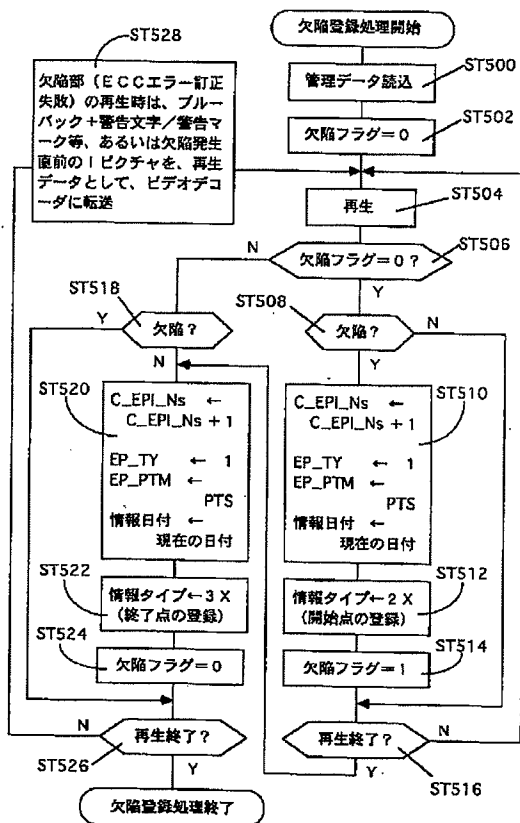 欠陥登録処理開始
ST500
管理データ読込
ST502
欠陥フラグ=0
ST528
欠陥部(ECCエラー訂正
失敗)の再生時は、ブルー
バック+警告文字/警告マ
ーク等、あるいは欠陥発生
直前のIピクチャを、再生
データとして、ビデオデコ
ーダに転送
ST504
再生
ST506
欠陥フラグ=0?
N
Y
ST518
欠陥?
Y
N
ST508
欠陥?
N
Y
ST520
C_EPI_Ns ←
C_EPI_Ns + 1
EP_TY ← 1
EP_PTM ←
PTS
情報日付 ←
現在の日付
ST510
C_EPI_Ns ←
C_EPI_Ns + 1
EP_TY ← 1
EP_PTM ←
PTS
情報日付 ←
現在の日付
ST522
情報タイプ←3X
(終了点の登録)
ST512
情報タイプ←2X
(開始点の登録)
ST524
欠陥フラグ=0
ST514
欠陥フラグ=1
N
再生終了?
ST526
Y
再生終了?
N
Y
ST516
欠陥登録処理終了